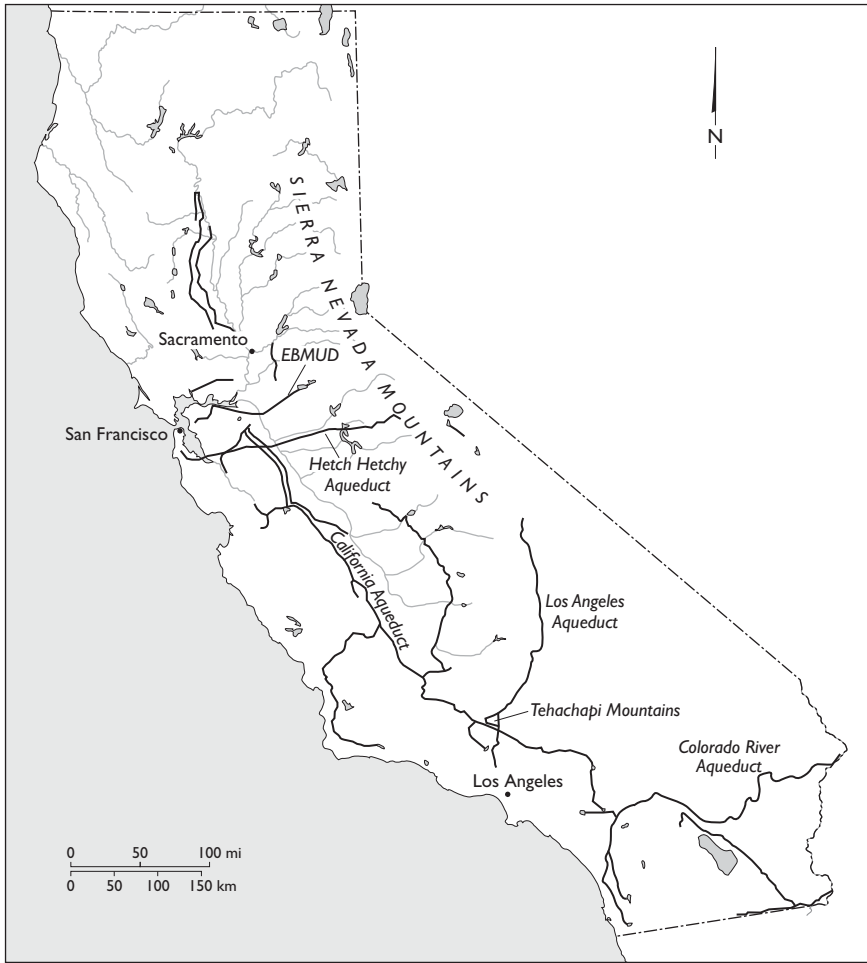 N
SIERRA NEVADA MOUNTAINS
Sacramento
EBMUD
San Francisco
Hetch Hetchy
Aqueduct
California Aqueduct
Los Angeles
Aqueduct
Tehachapi Mountains
Colorado River
Aqueduct
Los Angeles
0 50 100 mi
0 50 100 150 km